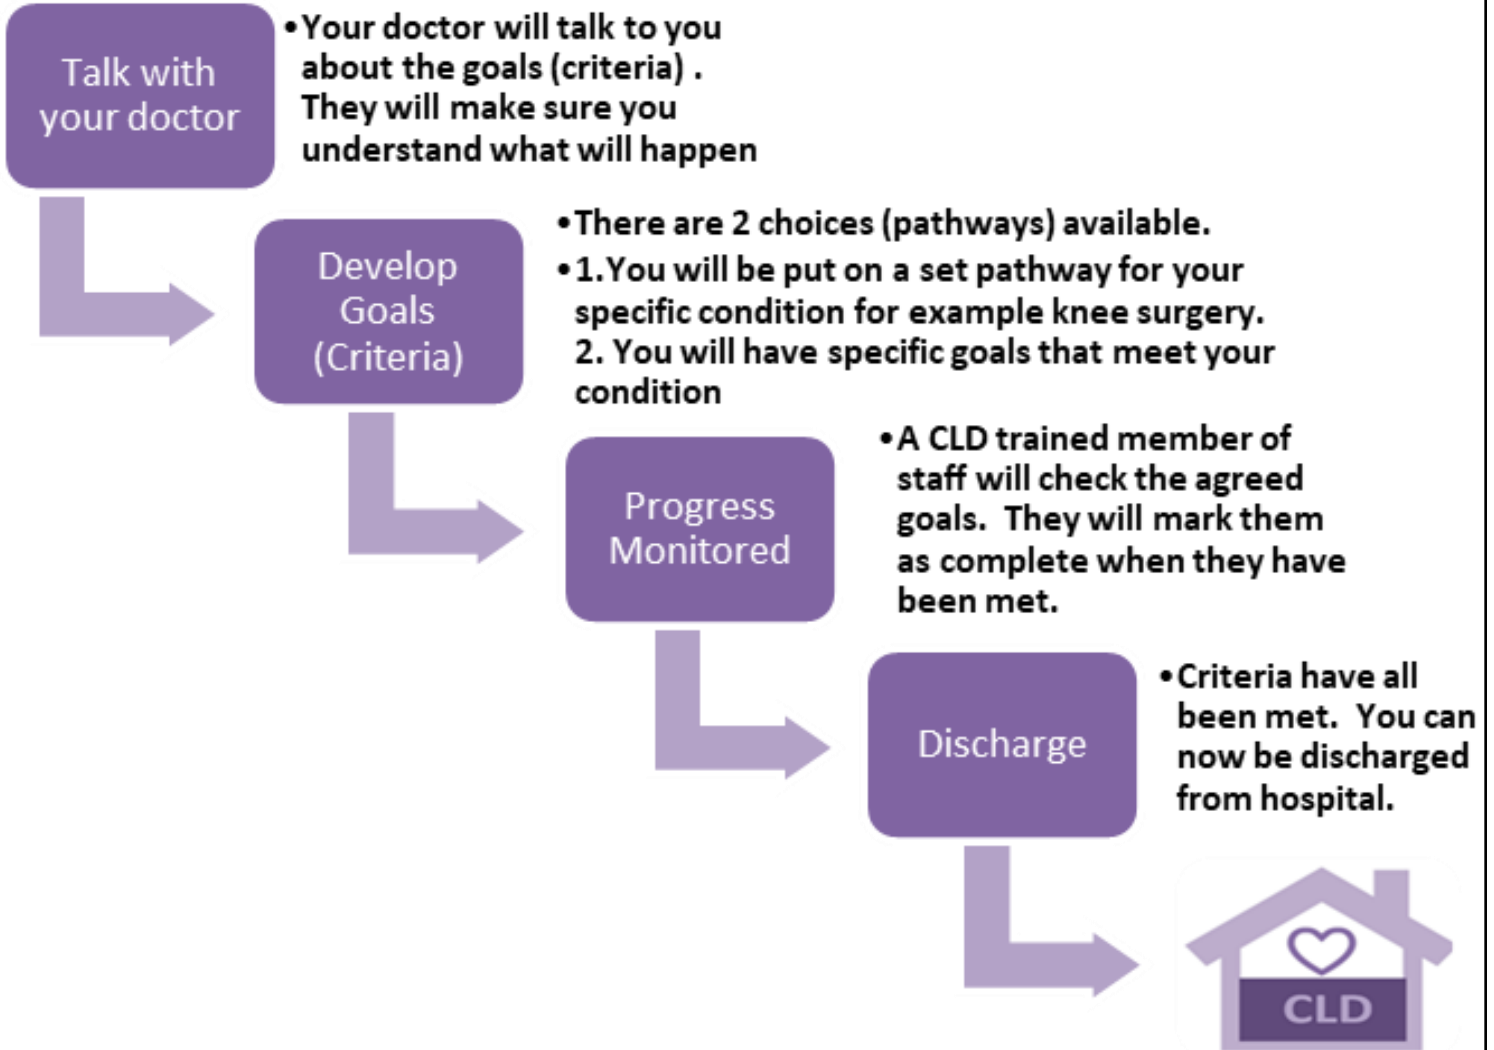 Talk with
your doctor
•Your doctor will talk to you
about the goals (criteria) .
They will make sure you
understand what will happen
Develop
Goals
(Criteria)
•There are 2 choices (pathways) available.
•1.You will be put on a set pathway for your
specific condition for example knee surgery.
2. You will have specific goals that meet your
condition
Progress
Monitored
•A CLD trained member of
staff will check the agreed
goals.  They will mark them
as complete when they have
been met.
Discharge
•Criteria have all
been met.  You can
now be discharged
from hospital.
CLD